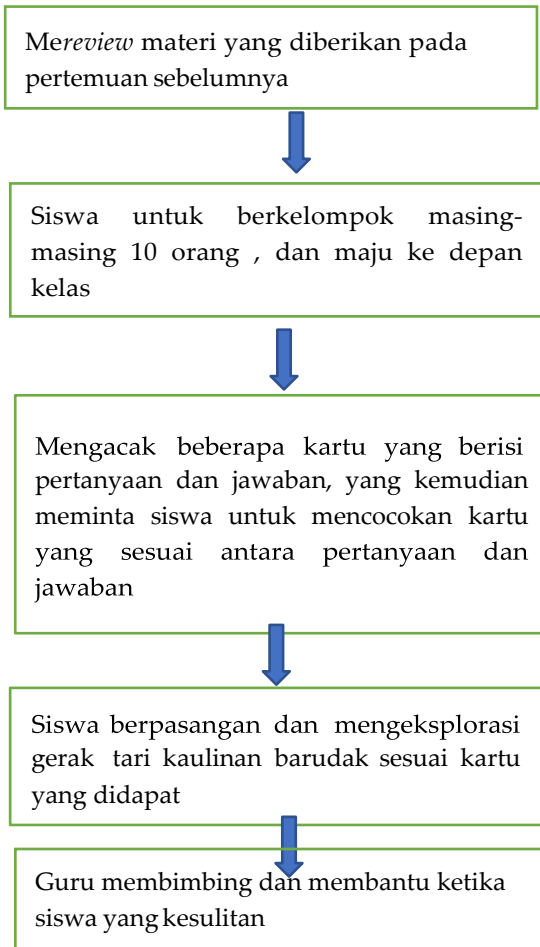 Mereview materi yang diberikan pada
pertemuan sebelumnya
Siswa untuk berkelompok masing-
masing 10 orang , dan maju ke depan
kelas
Mengacak beberapa kartu yang berisi
pertanyaan dan jawaban, yang kemudian
meminta siswa untuk mencocokan kartu
yang sesuai antara pertanyaan dan
jawaban
Siswa berpasangan dan mengeksplorasi
gerak tari kaulinan barudak sesuai kartu
yang didapat
Guru membimbing dan membantu ketika
siswa yang kesulitan